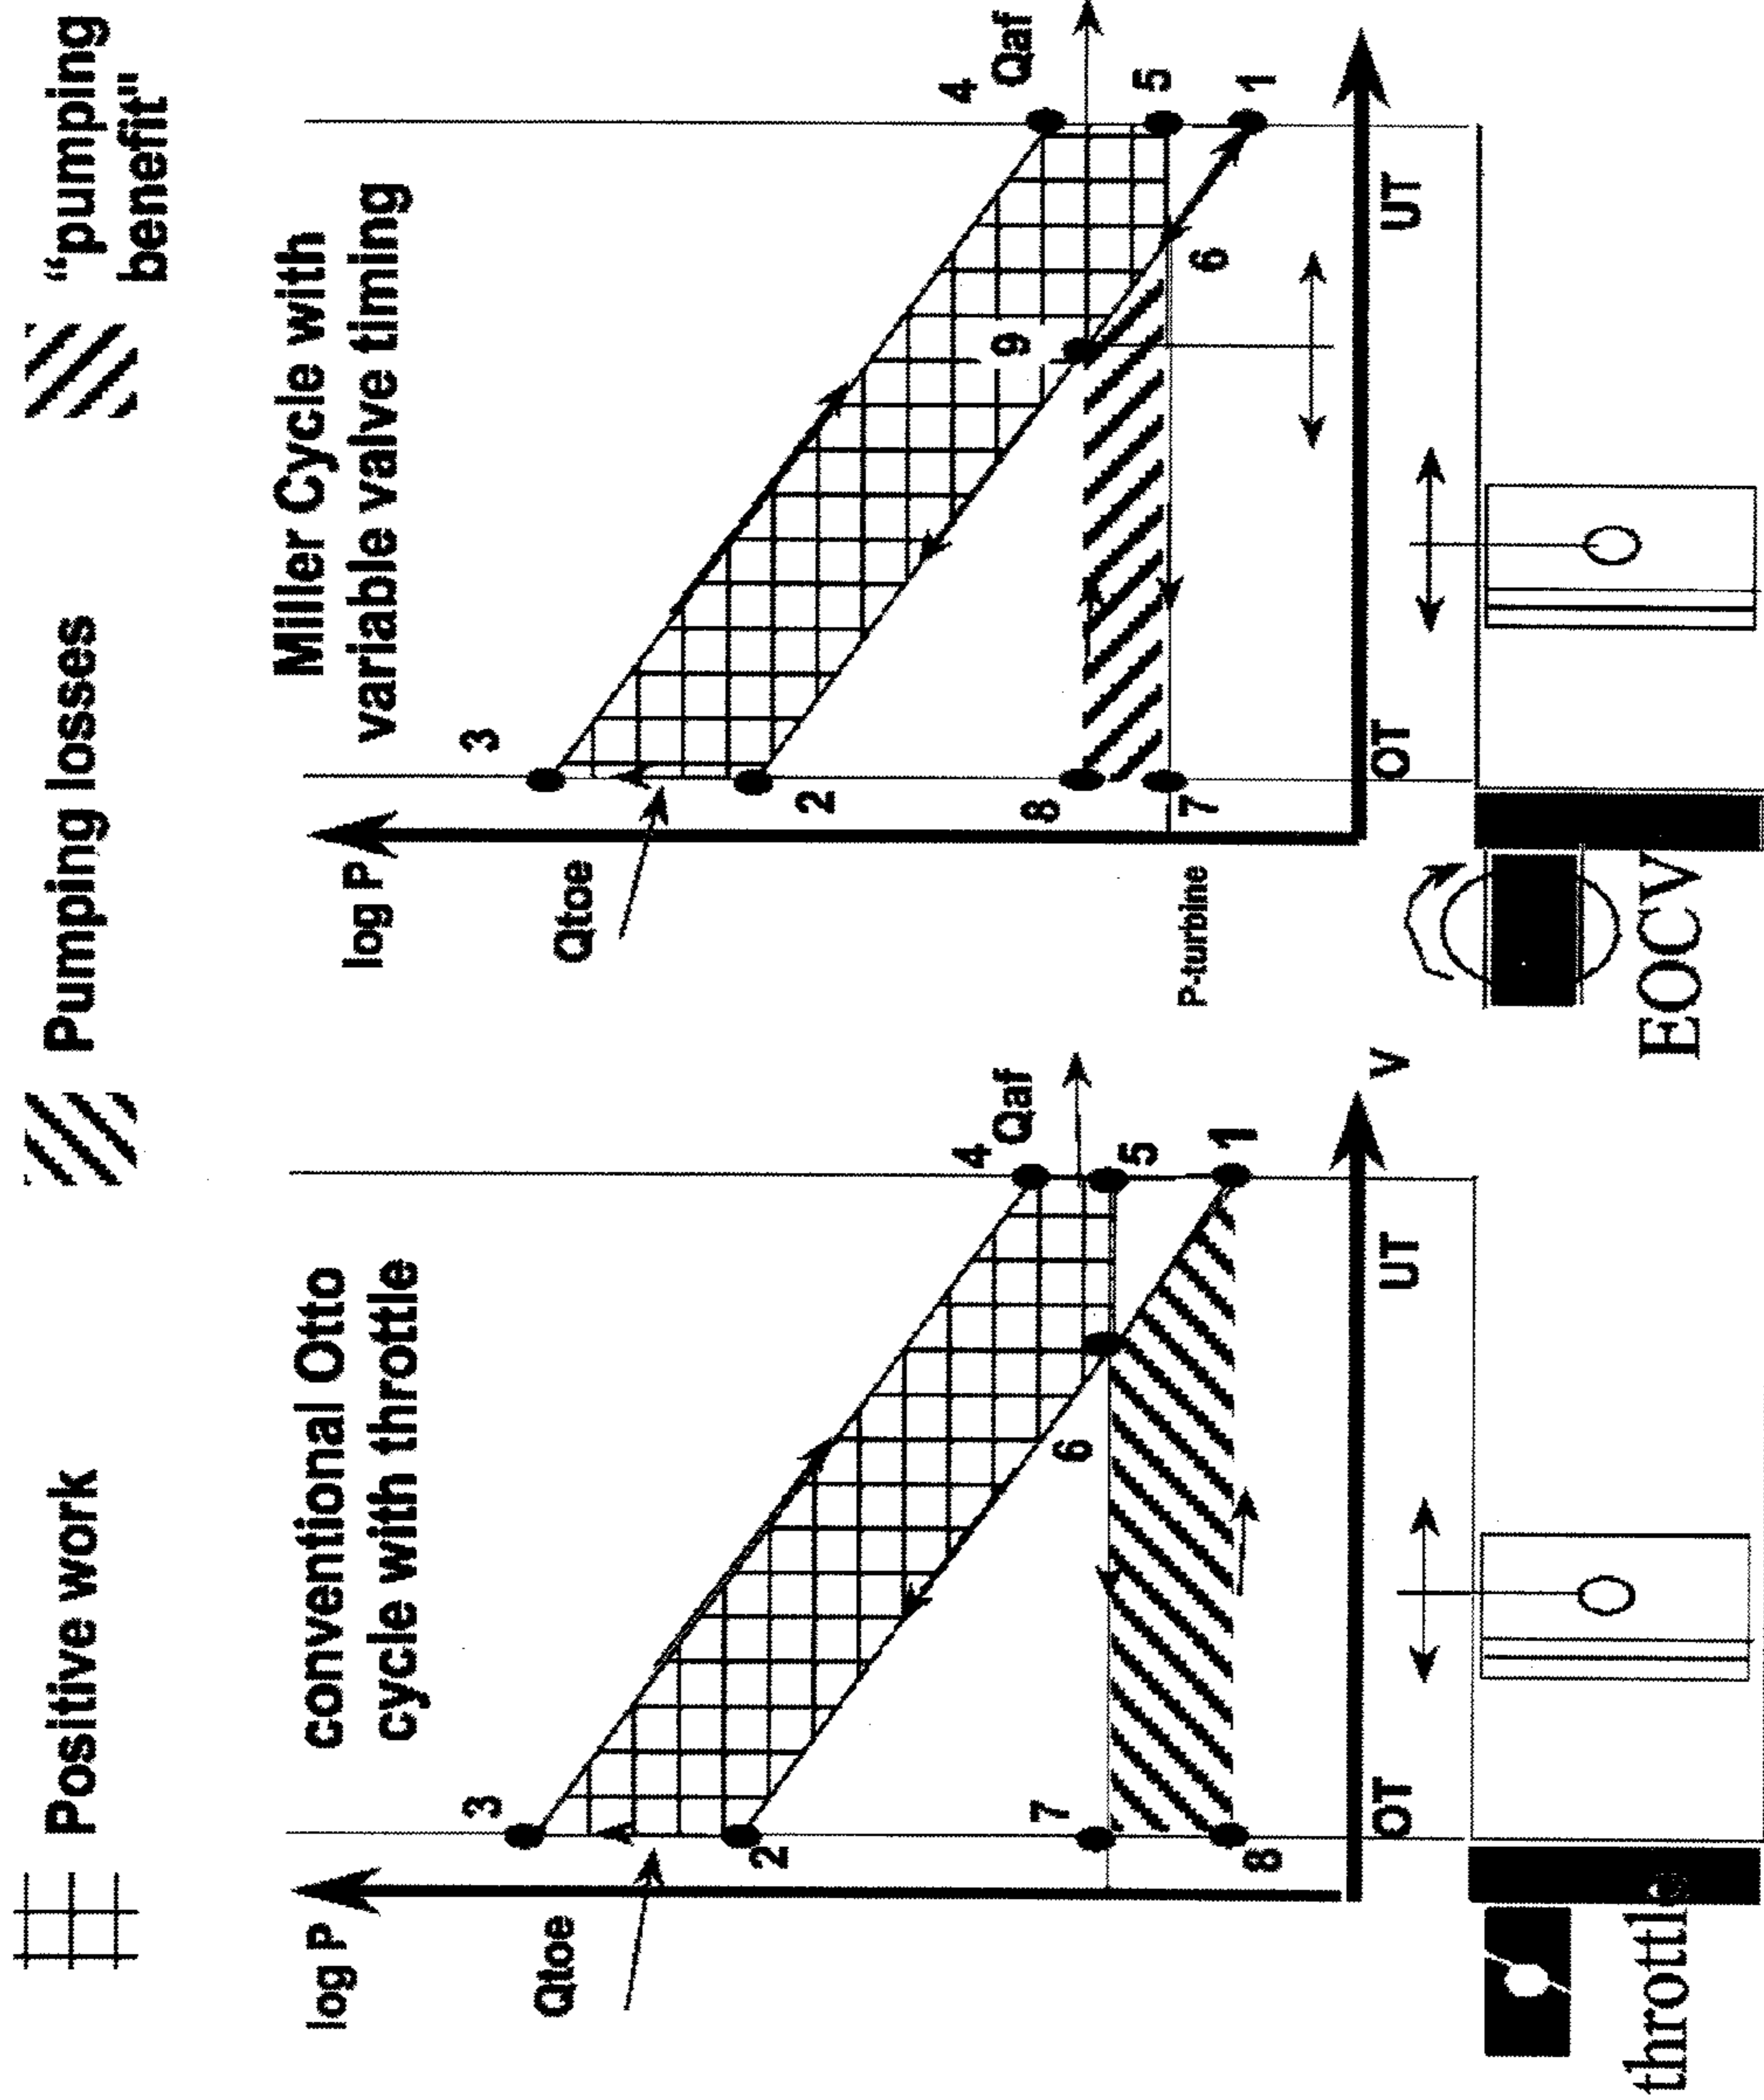 Positive work
Pumping losses
"pumping
benefit"
conventional Otto
cycle with throttle
log P
Qtoe
3
2
7
8
6
4
Qaf
5
1
OT
UT
V
throttle
Miller Cycle with
variable valve timing
log P
Qtoe
3
2
8
7
9
6
4
Qaf
5
1
P-turbine
OT
UT
EOCV